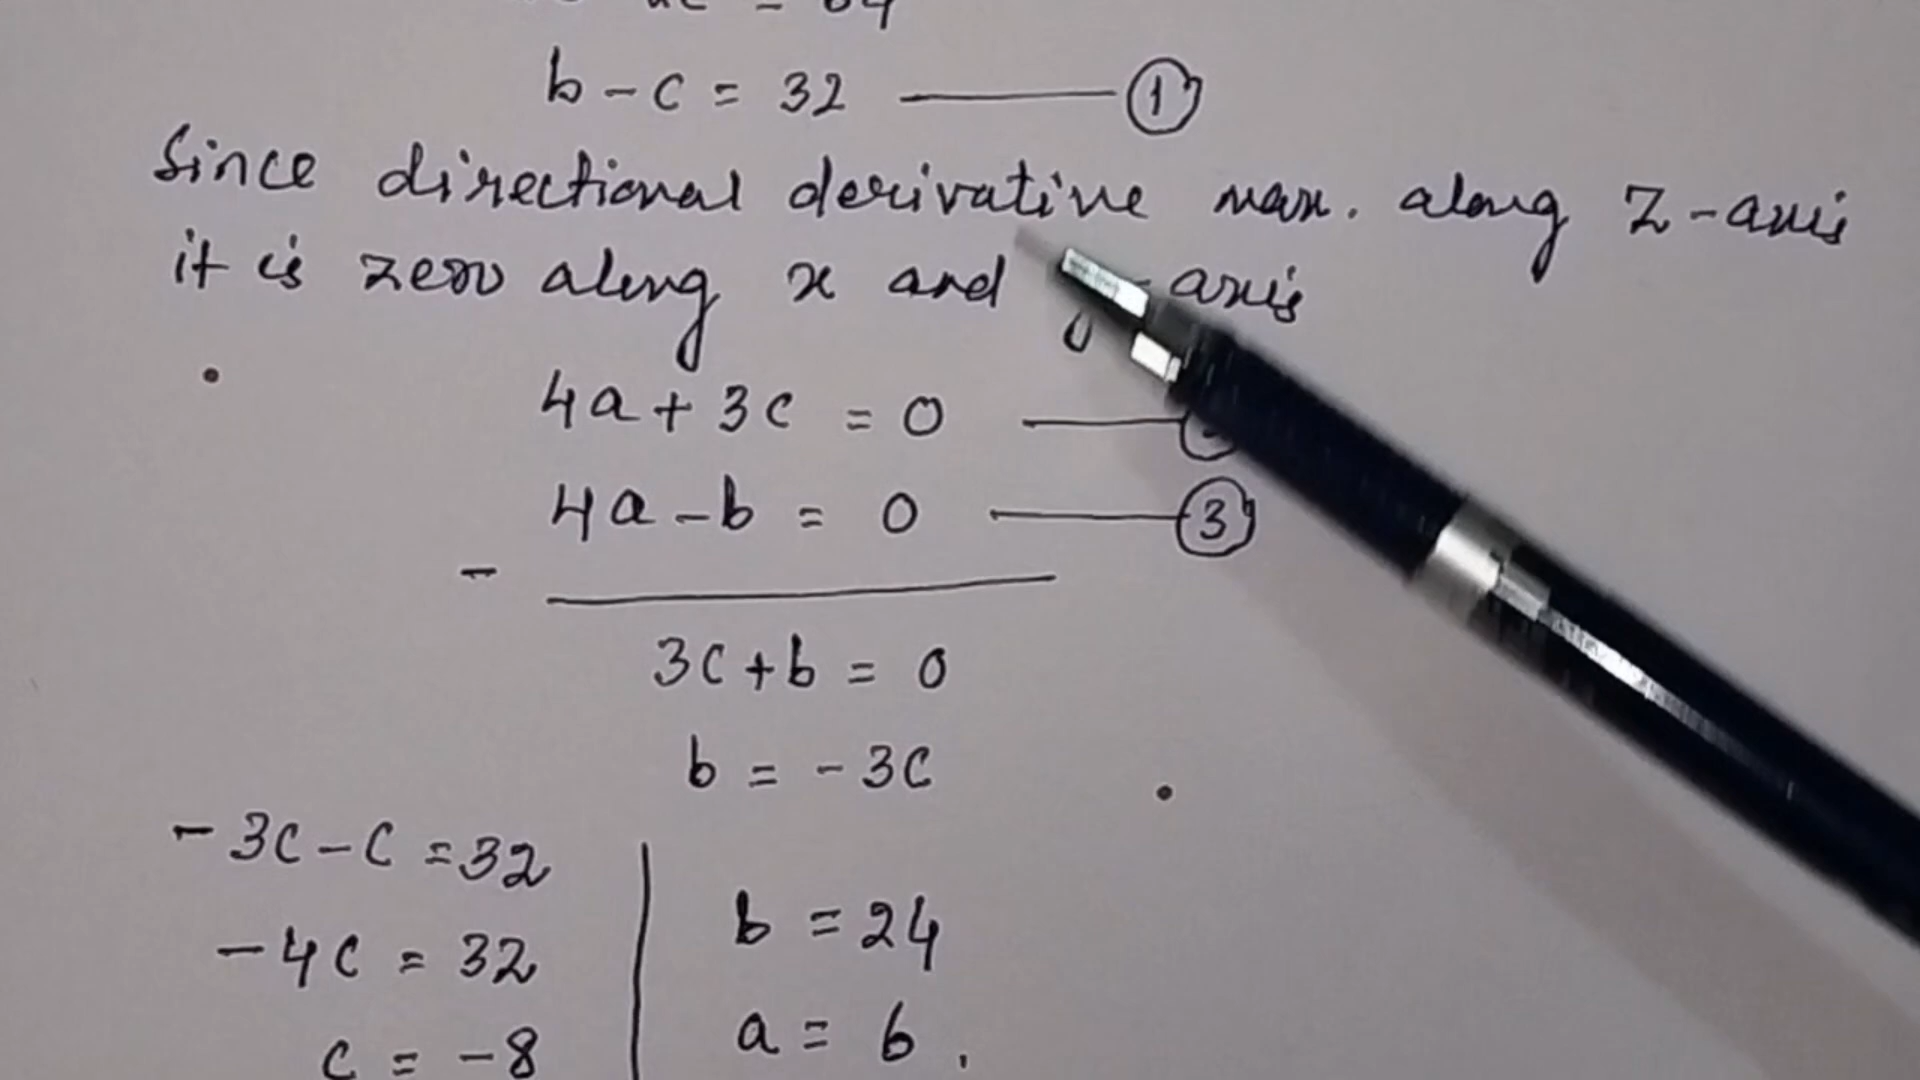 b - c = 32 ——— ①
Since directional derivative max. along Z-axis
it is zero along x and y axis
4a + 3c = 0 ———
4a - b = 0 ——— ③
-
3c + b = 0
b = -3c
-3c - c = 32
-4c = 32
c = -8
b = 24
a = 6.